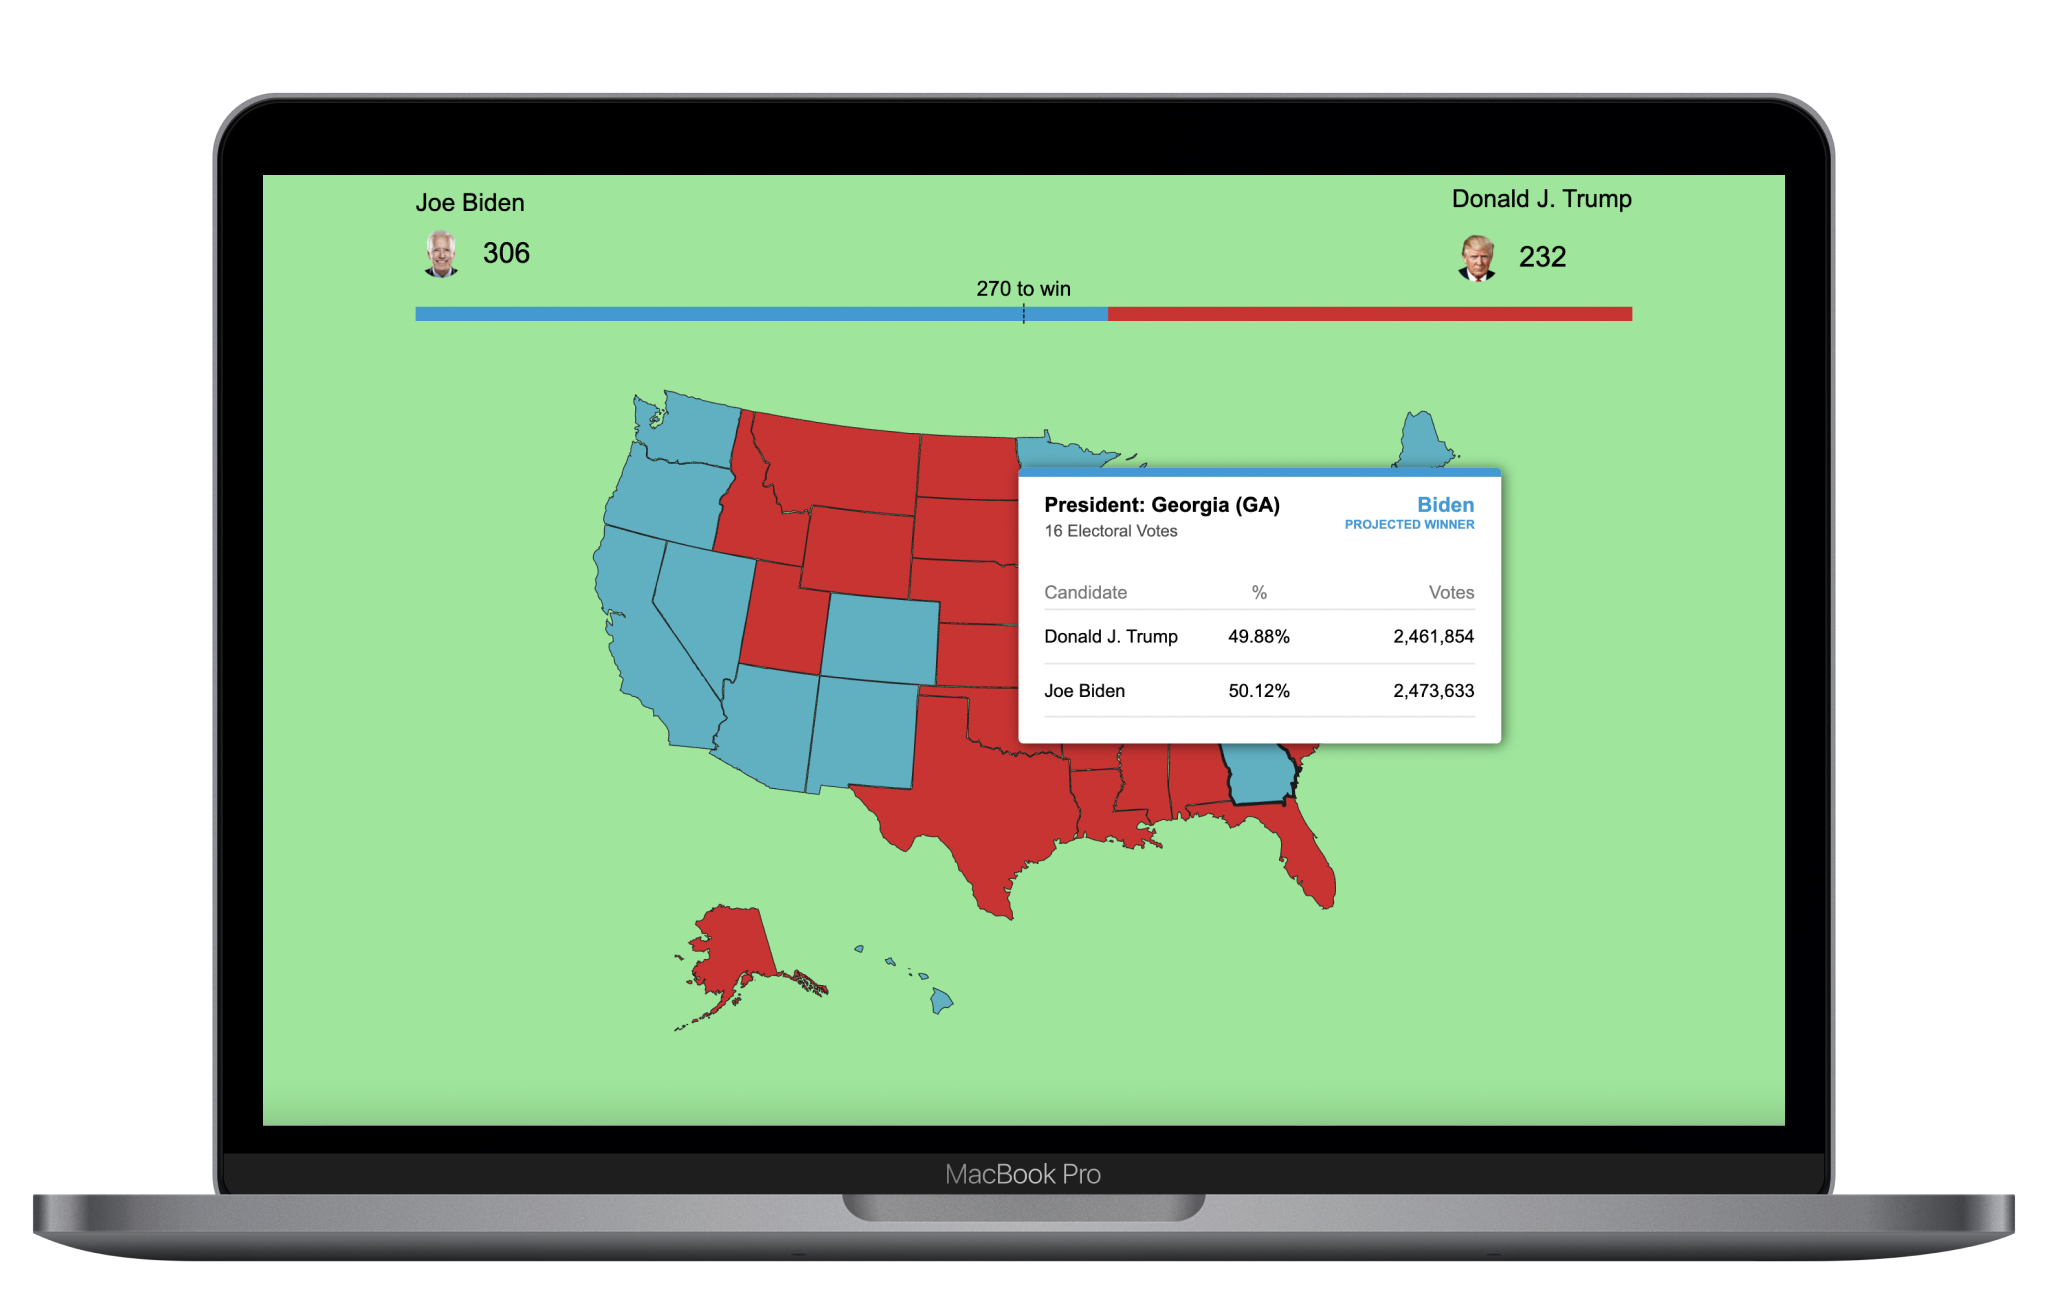 Joe Biden
306
Donald J. Trump
232
270 to win
President: Georgia (GA)
Biden
16 Electoral Votes
PROJECTED WINNER
Candidate % Votes
Donald J. Trump 49.88% 2,461,854
Joe Biden 50.12% 2,473,633
MacBook Pro